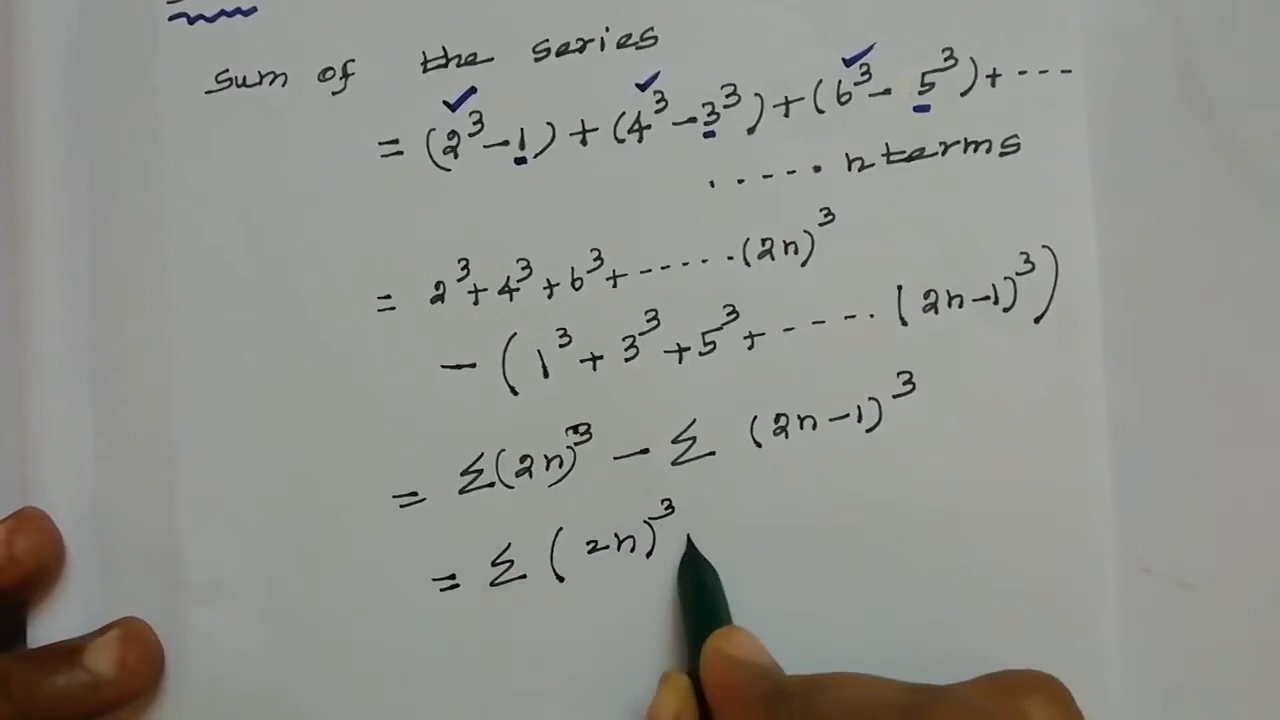 sum of the series
= (2³ - 1) + (4³ - 3³) + (6³ - 5³) + ---
. ---- . n terms
= 2³ + 4³ + 6³ + ----- . (2n)³
- (1³ + 3³ + 5³ + ---- . (2n-1)³)
= Σ(2n)³ - Σ (2n-1)³
= Σ (2n)³